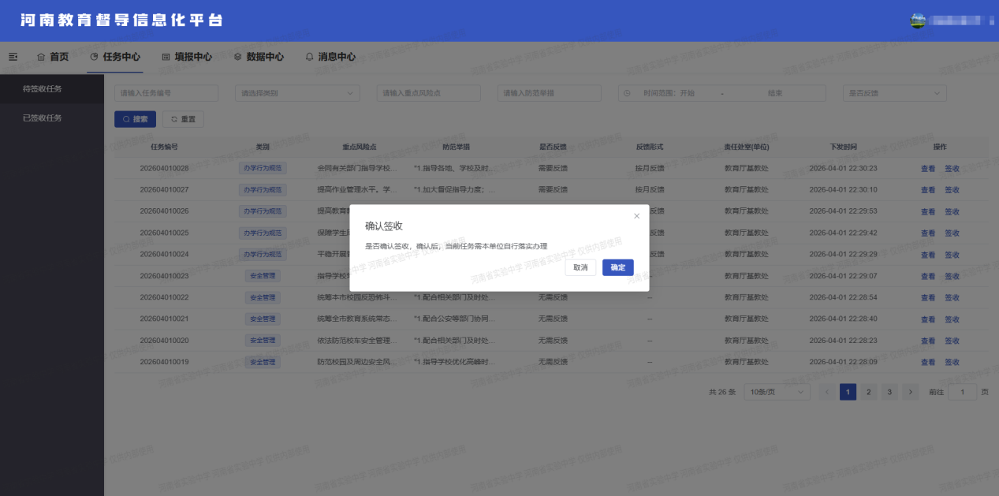 河南教育督导信息化平台
首页 任务中心 填报中心 数据中心 消息中心
待签收任务
已签收任务
请输入任务编号 请选择类别 请输入重点风险点 请输入防范举措 时间范围：开始 - 结束 是否反馈
搜索 重置
任务编号 类别 重点风险点 防范举措 是否反馈 反馈形式 责任处室(单位) 下发时间 操作
202604010028 办学行为规范 会同有关部门指导学校... "1.指导各地、学校及时... 需要反馈 按月反馈 教育厅基教处 2026-04-01 22:30:23 查看 签收
202604010027 办学行为规范 提高作业管理水平。学... "1.加大督促指导力度；... 需要反馈 按月反馈 教育厅基教处 2026-04-01 22:30:10 查看 签收
202604010026 办学行为规范 提高教育 反馈 教育厅基教处 2026-04-01 22:29:53 查看 签收
202604010025 办学行为规范 保障学生 反馈 教育厅基教处 2026-04-01 22:29:42 查看 签收
202604010024 办学行为规范 平稳开展 反馈 教育厅基教处 2026-04-01 22:29:29 查看 签收
202604010023 安全管理 指导学校 教育厅基教处 2026-04-01 22:29:07 查看 签收
202604010022 安全管理 统筹本市校园反恐怖斗... "1.配合相关部门及时处... 无需反馈 -- 教育厅基教处 2026-04-01 22:28:54 查看 签收
202604010021 安全管理 统筹全市教育系统常态... "1.配合公安等部门协同... 无需反馈 -- 教育厅基教处 2026-04-01 22:28:40 查看 签收
202604010020 安全管理 依法防范校车安全管理... "1.配合相关部门及时处... 无需反馈 -- 教育厅基教处 2026-04-01 22:28:23 查看 签收
202604010019 安全管理 防范校园及周边安全风... "1.指导学校优化高峰时... 无需反馈 -- 教育厅基教处 2026-04-01 22:28:09 查看 签收
确认签收
是否确认签收，确认后，当前任务需本单位自行落实办理
取消 确定
共 26 条 10条/页 1 2 3 前往 1 页
河南省实验中学 仅供内部使用